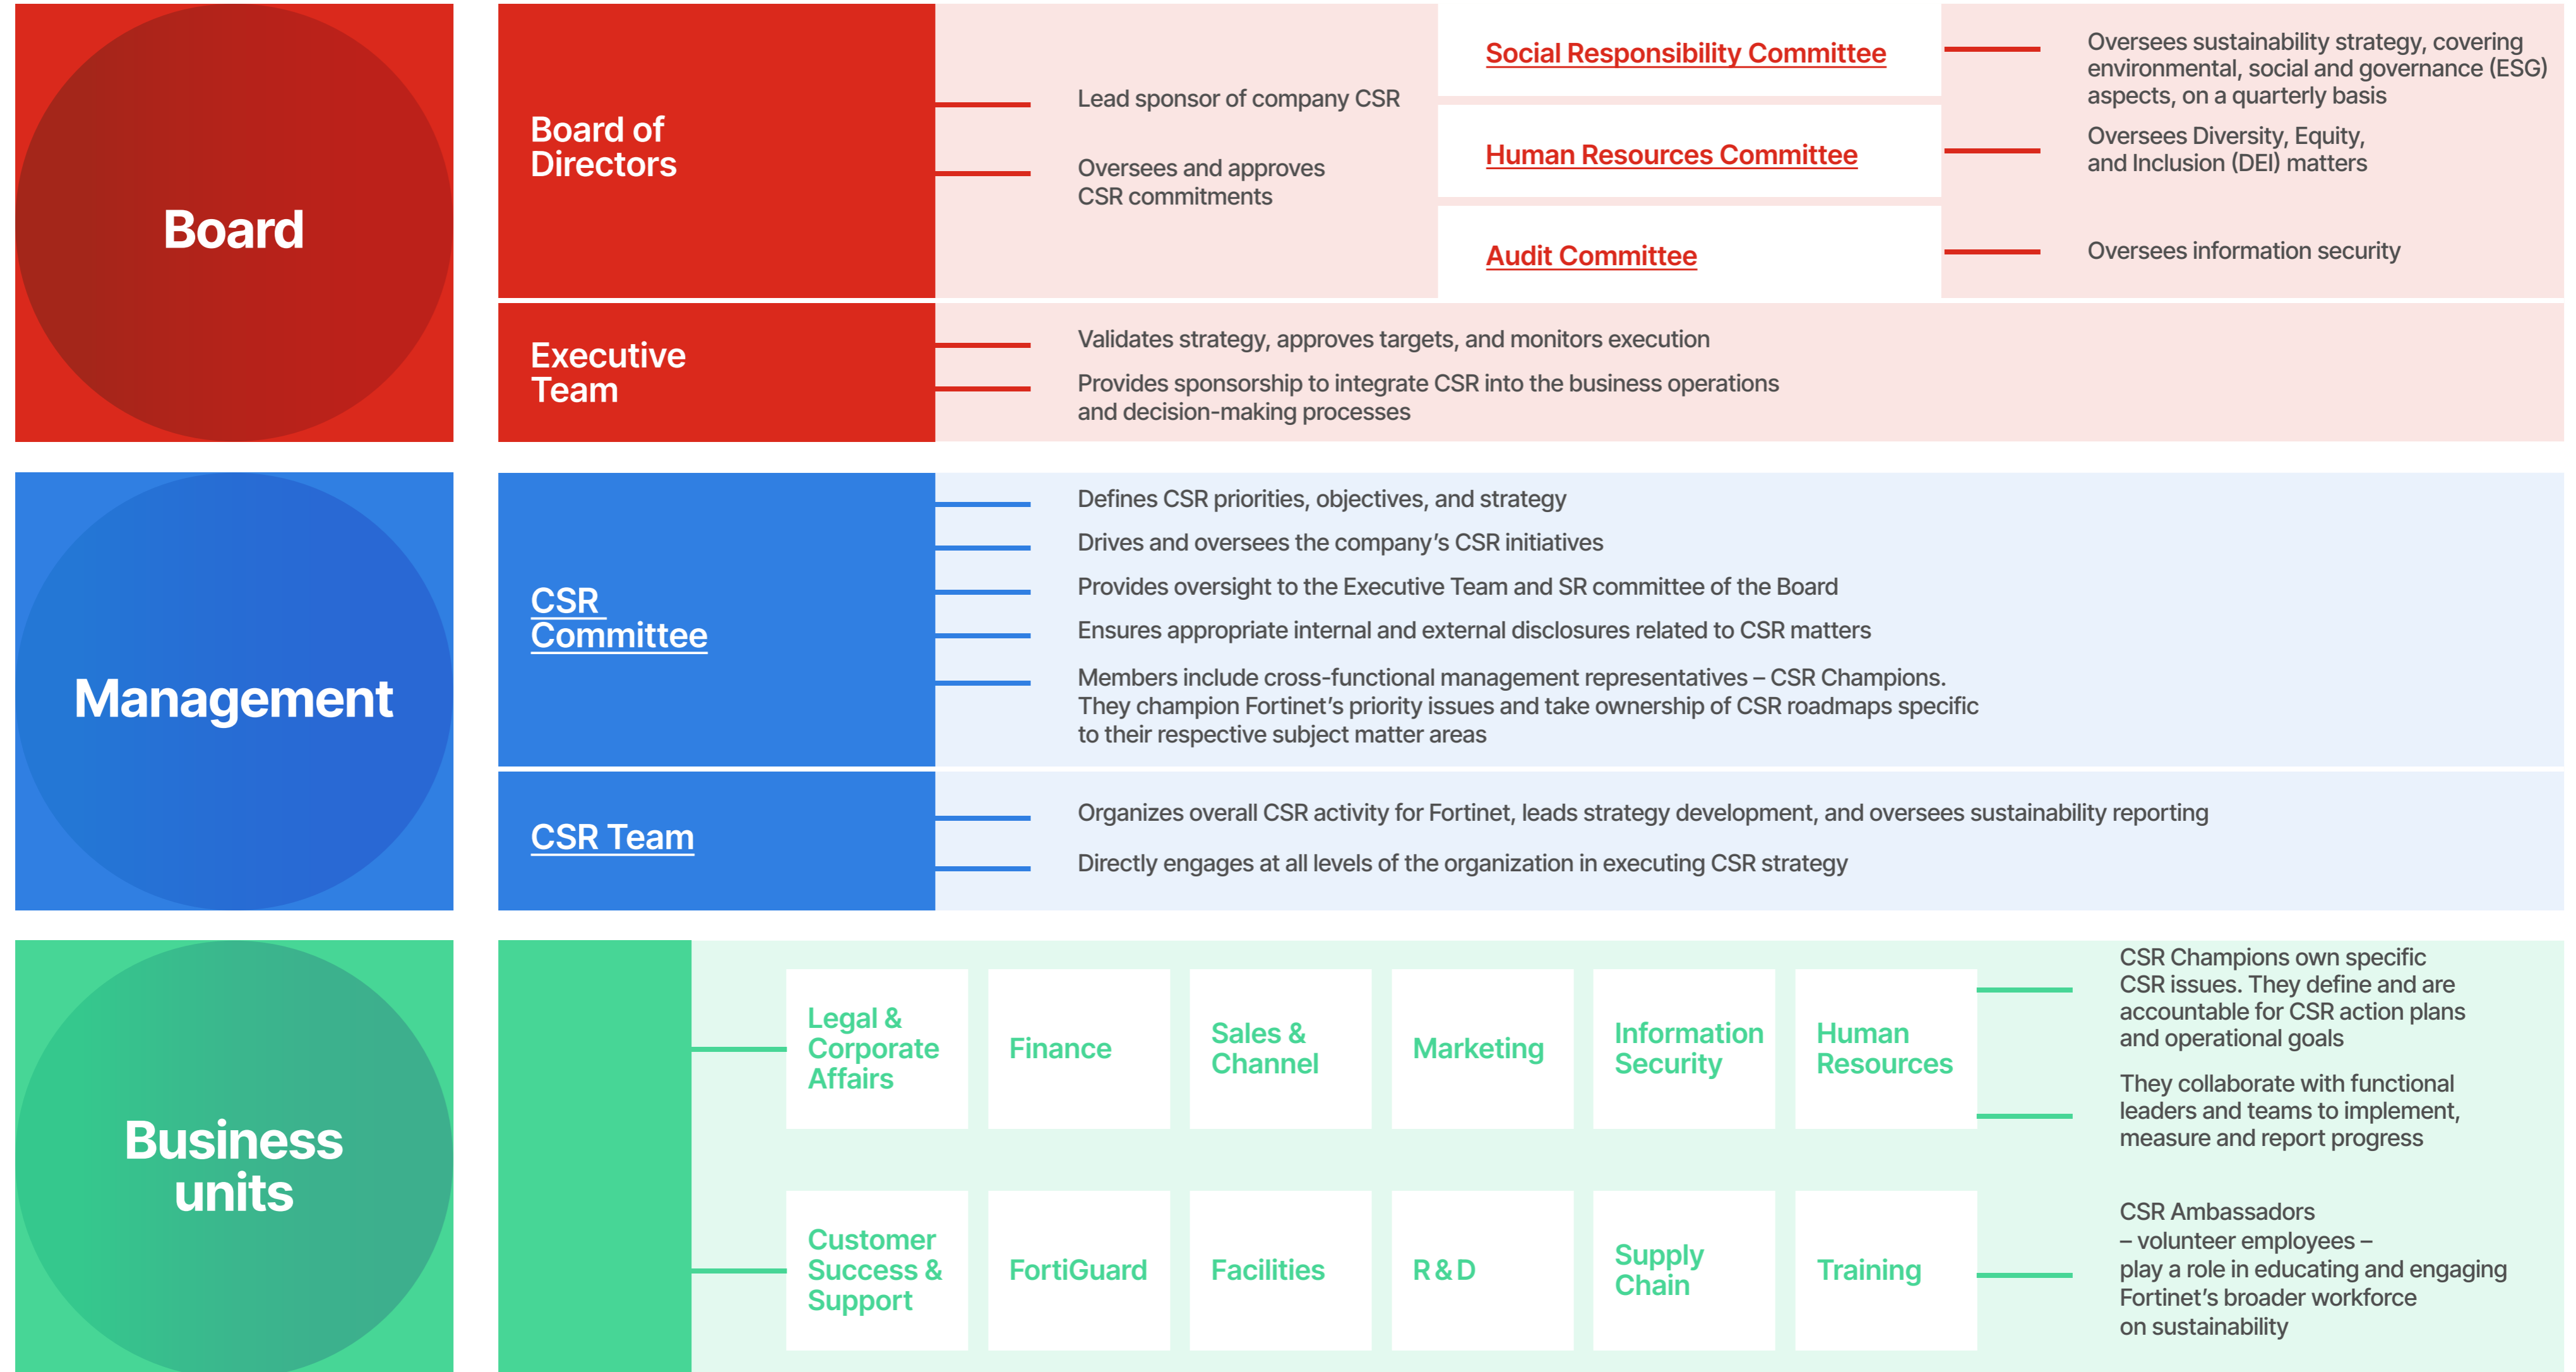 Board
Board of
Directors
Lead sponsor of company CSR
Oversees and approves
CSR commitments
Social Responsibility Committee
Oversees sustainability strategy, covering
environmental, social and governance (ESG)
aspects, on a quarterly basis
Human Resources Committee
Oversees Diversity, Equity,
and Inclusion (DEI) matters
Audit Committee
Oversees information security
Executive
Team
Validates strategy, approves targets, and monitors execution
Provides sponsorship to integrate CSR into the business operations
and decision-making processes
Management
CSR
Committee
Defines CSR priorities, objectives, and strategy
Drives and oversees the company’s CSR initiatives
Provides oversight to the Executive Team and SR committee of the Board
Ensures appropriate internal and external disclosures related to CSR matters
Members include cross-functional management representatives – CSR Champions.
They champion Fortinet’s priority issues and take ownership of CSR roadmaps specific
to their respective subject matter areas
CSR Team
Organizes overall CSR activity for Fortinet, leads strategy development, and oversees sustainability reporting
Directly engages at all levels of the organization in executing CSR strategy
Business
units
Legal &
Corporate
Affairs
Finance
Sales &
Channel
Marketing
Information
Security
Human
Resources
CSR Champions own specific
CSR issues. They define and are
accountable for CSR action plans
and operational goals
They collaborate with functional
leaders and teams to implement,
measure and report progress
Customer
Success &
Support
FortiGuard
Facilities
R & D
Supply
Chain
Training
CSR Ambassadors
– volunteer employees –
play a role in educating and engaging
Fortinet’s broader workforce
on sustainability